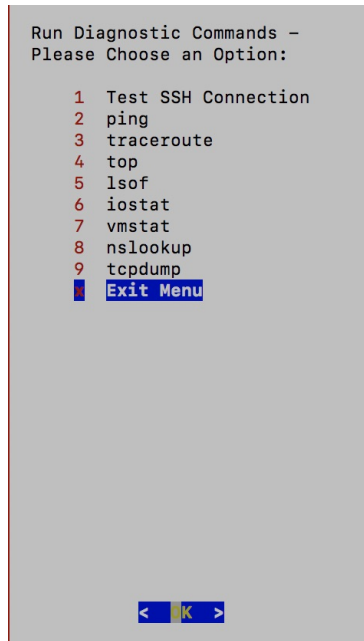 Run Diagnostic Commands –
Please Choose an Option:
1 Test SSH Connection
2 ping
3 traceroute
4 top
5 lsof
6 iostat
7 vmstat
8 nslookup
9 tcpdump
x Exit Menu
< OK >